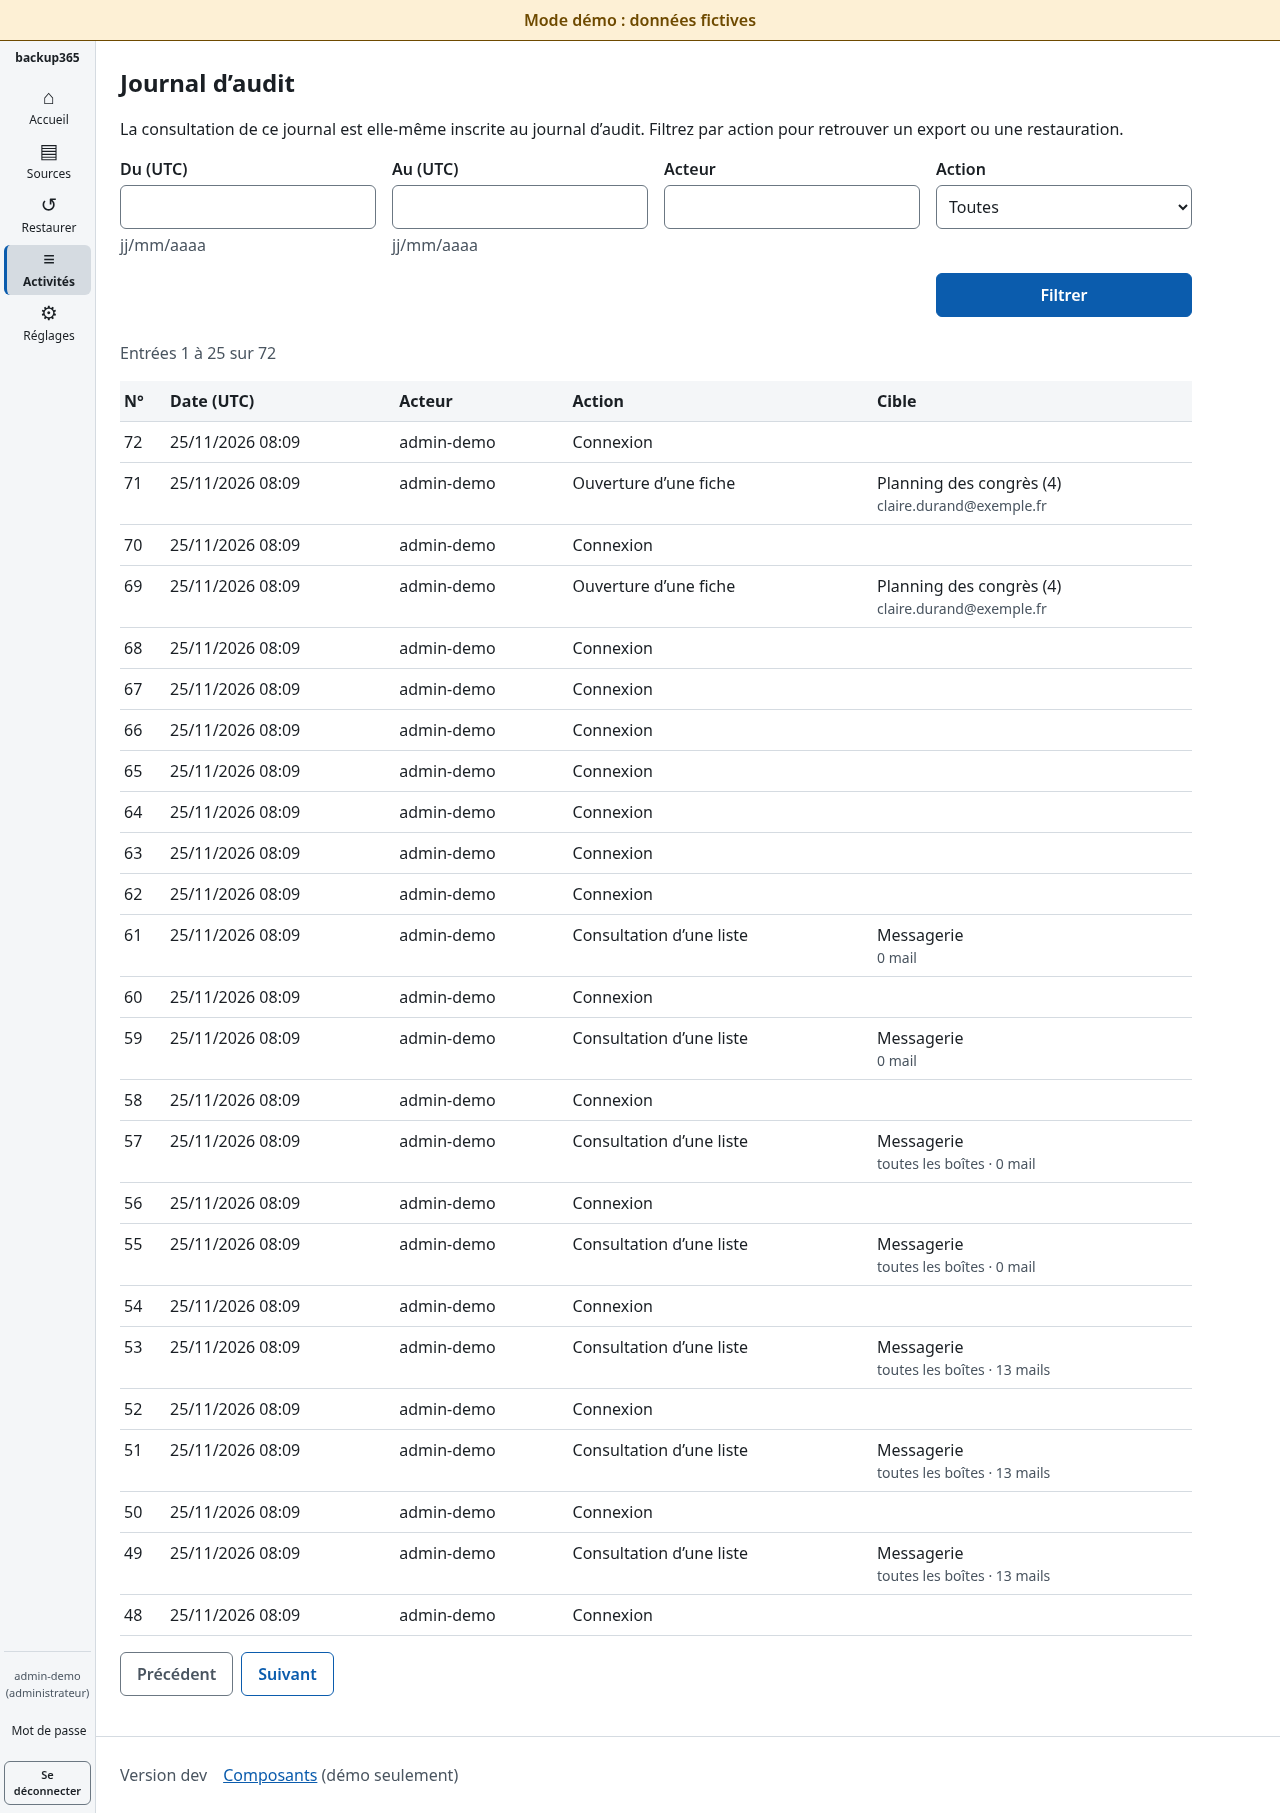 Mode démo : données fictives
backup365
Accueil
Sources
Restaurer
Activités
Réglages
admin-demo
(administrateur)
Mot de passe
Se
déconnecter
Journal d’audit
La consultation de ce journal est elle-même inscrite au journal d’audit. Filtrez par action pour retrouver un export ou une restauration.
Du (UTC) Au (UTC) Acteur Action
Toutes
jj/mm/aaaa jj/mm/aaaa
Filtrer
Entrées 1 à 25 sur 72
N° Date (UTC) Acteur Action Cible
72 25/11/2026 08:09 admin-demo Connexion
71 25/11/2026 08:09 admin-demo Ouverture d’une fiche Planning des congrès (4)
claire.durand@exemple.fr
70 25/11/2026 08:09 admin-demo Connexion
69 25/11/2026 08:09 admin-demo Ouverture d’une fiche Planning des congrès (4)
claire.durand@exemple.fr
68 25/11/2026 08:09 admin-demo Connexion
67 25/11/2026 08:09 admin-demo Connexion
66 25/11/2026 08:09 admin-demo Connexion
65 25/11/2026 08:09 admin-demo Connexion
64 25/11/2026 08:09 admin-demo Connexion
63 25/11/2026 08:09 admin-demo Connexion
62 25/11/2026 08:09 admin-demo Connexion
61 25/11/2026 08:09 admin-demo Consultation d’une liste Messagerie
0 mail
60 25/11/2026 08:09 admin-demo Connexion
59 25/11/2026 08:09 admin-demo Consultation d’une liste Messagerie
0 mail
58 25/11/2026 08:09 admin-demo Connexion
57 25/11/2026 08:09 admin-demo Consultation d’une liste Messagerie
toutes les boîtes · 0 mail
56 25/11/2026 08:09 admin-demo Connexion
55 25/11/2026 08:09 admin-demo Consultation d’une liste Messagerie
toutes les boîtes · 0 mail
54 25/11/2026 08:09 admin-demo Connexion
53 25/11/2026 08:09 admin-demo Consultation d’une liste Messagerie
toutes les boîtes · 13 mails
52 25/11/2026 08:09 admin-demo Connexion
51 25/11/2026 08:09 admin-demo Consultation d’une liste Messagerie
toutes les boîtes · 13 mails
50 25/11/2026 08:09 admin-demo Connexion
49 25/11/2026 08:09 admin-demo Consultation d’une liste Messagerie
toutes les boîtes · 13 mails
48 25/11/2026 08:09 admin-demo Connexion
Précédent Suivant
Version dev Composants (démo seulement)